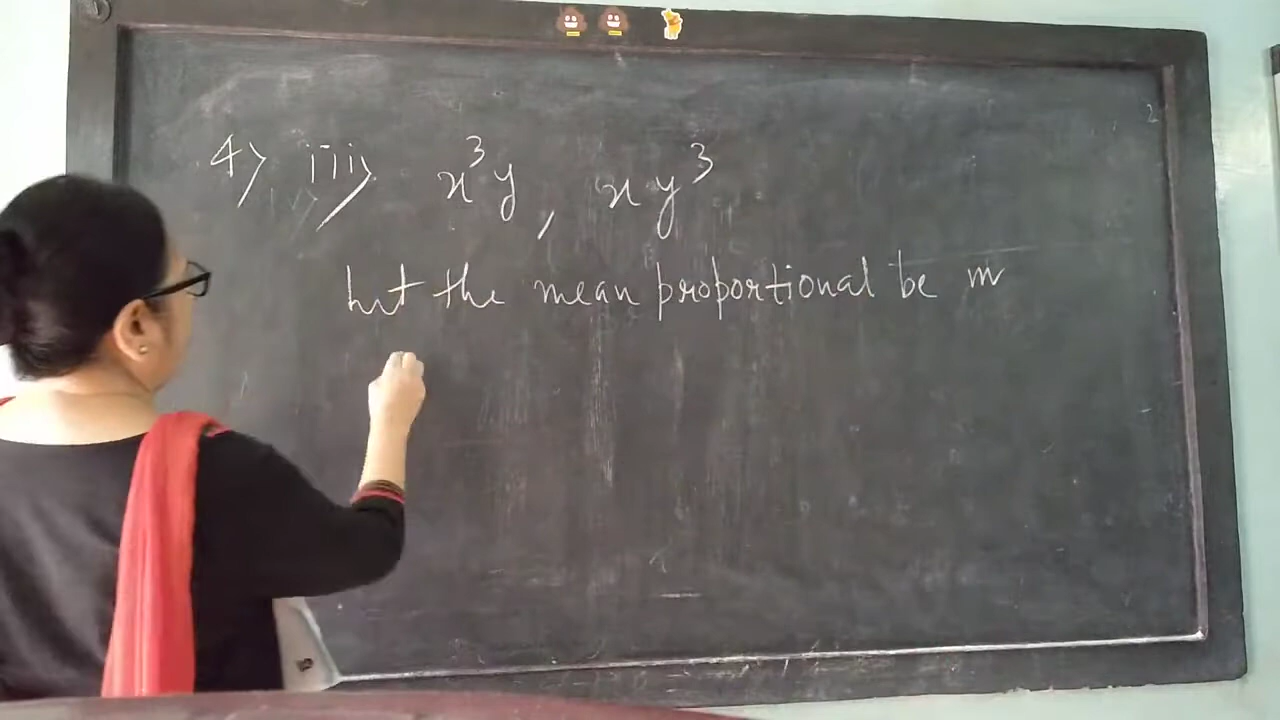 4) iii) x³y, xy³
Let the mean proportional be m